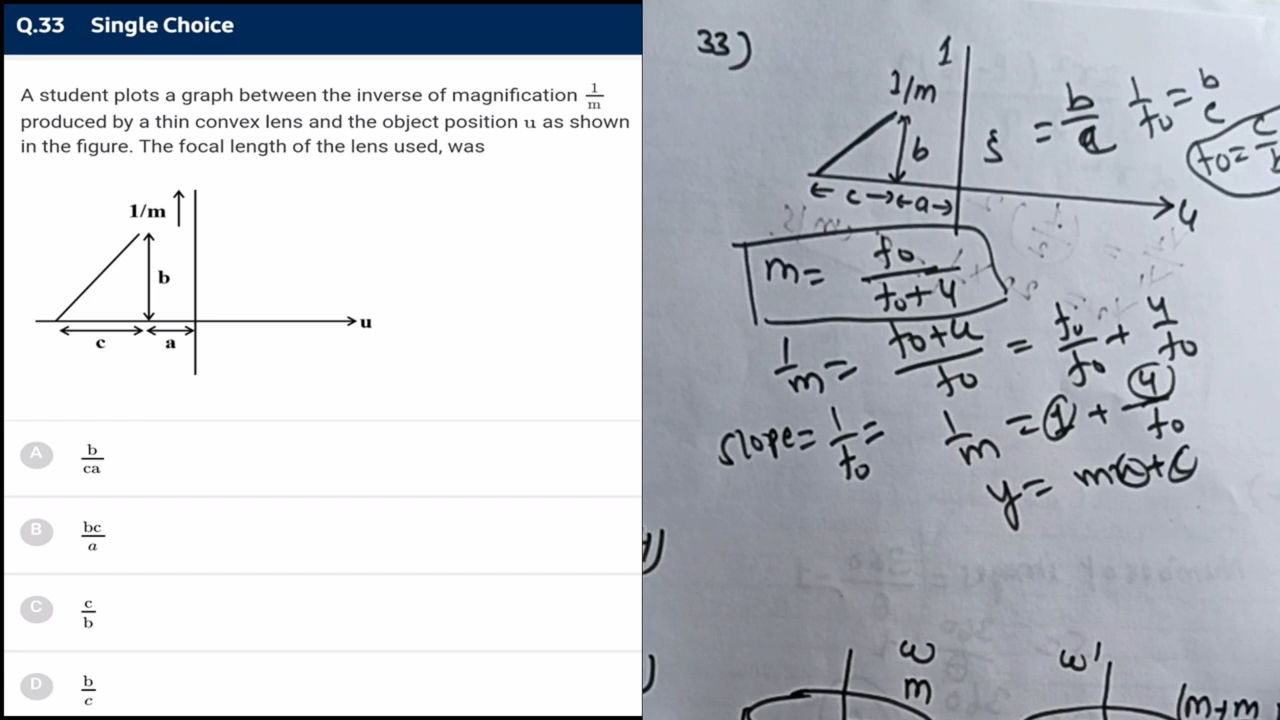 Q.33 Single Choice
A student plots a graph between the inverse of magnification 1/m
produced by a thin convex lens and the object position u as shown
in the figure. The focal length of the lens used, was
1/m
b
u
c a
A b/ca
B bc/a
C c/b
D b/c
33)
1
1/m
b
c a
u
S = b/a 1/f0 = b/c
f0 = c/b
m = f0/f0+u
1/m = f0+u/f0 = f0/f0 + u/f0
slope = 1/f0 = 1/m = 1 + u/f0
y =
ω ω'
m